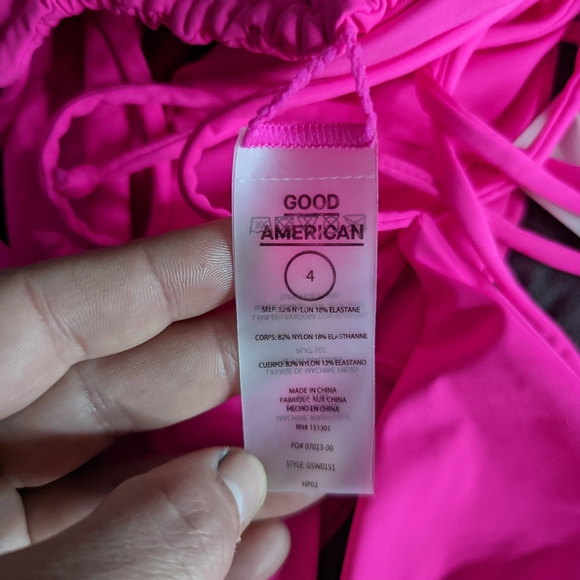 GOOD
AMERICAN
4
SELF: 82% NYLON 18% ELASTANE
CORPS: 82% NYLON 18% ELASTHANNE
CUERPO: 82% NYLON 18% ELASTANO
MADE IN CHINA
FABRIQUE AUX CHINA
HECHO EN CHINA
RN# 151301
PO# 07013-00
STYLE: GSW0151
HP02